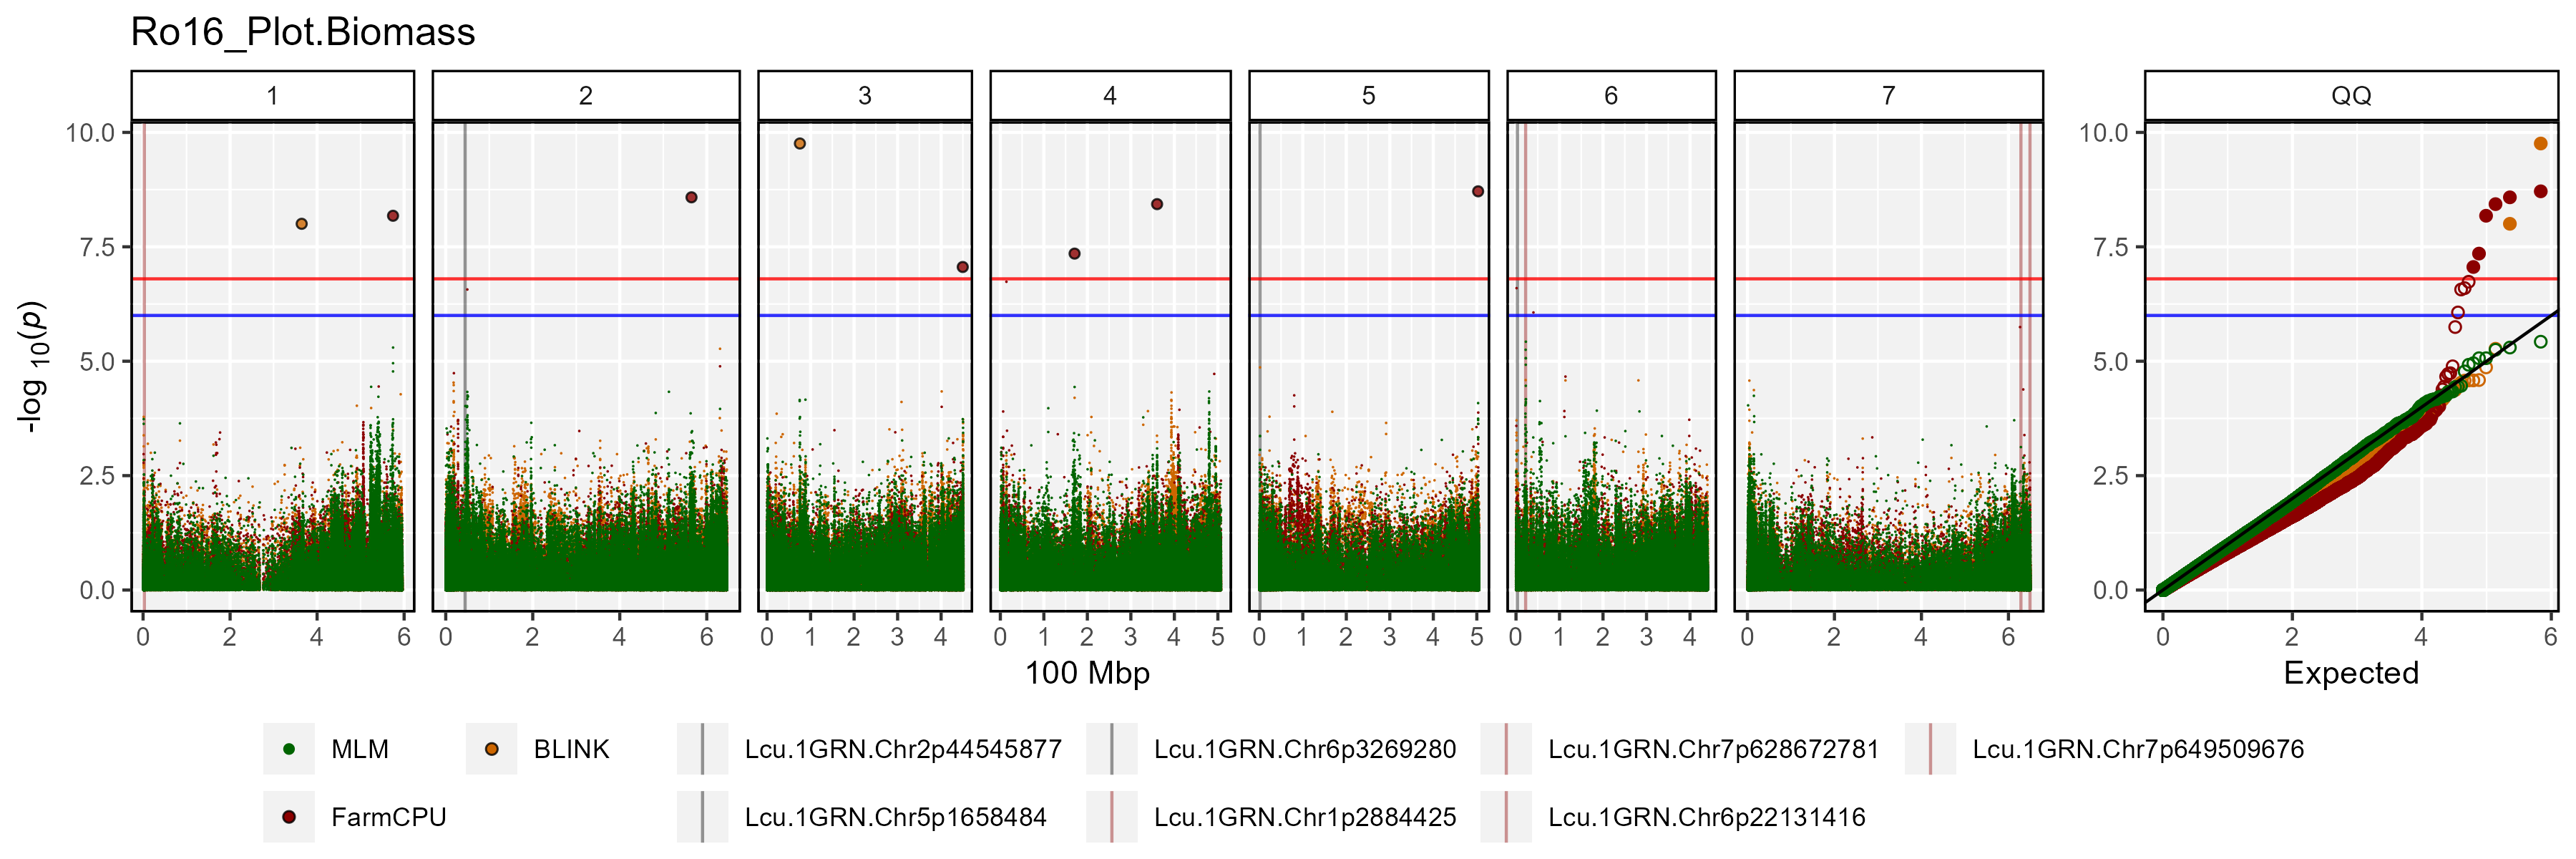 Ro16_Plot.Biomass
1 2 3 4 5 6 7 QQ
10.0
7.5
5.0
2.5
0.0
-log 10(p)
10.0
7.5
5.0
2.5
0.0
0 2 4 6 0 2 4 6 0 1 2 3 4 0 1 2 3 4 5 0 1 2 3 4 5 0 1 2 3 4 0 2 4 6 0 2 4 6
100 Mbp Expected
MLM BLINK Lcu.1GRN.Chr2p44545877 Lcu.1GRN.Chr6p3269280 Lcu.1GRN.Chr7p628672781 Lcu.1GRN.Chr7p649509676
FarmCPU Lcu.1GRN.Chr5p1658484 Lcu.1GRN.Chr1p2884425 Lcu.1GRN.Chr6p22131416